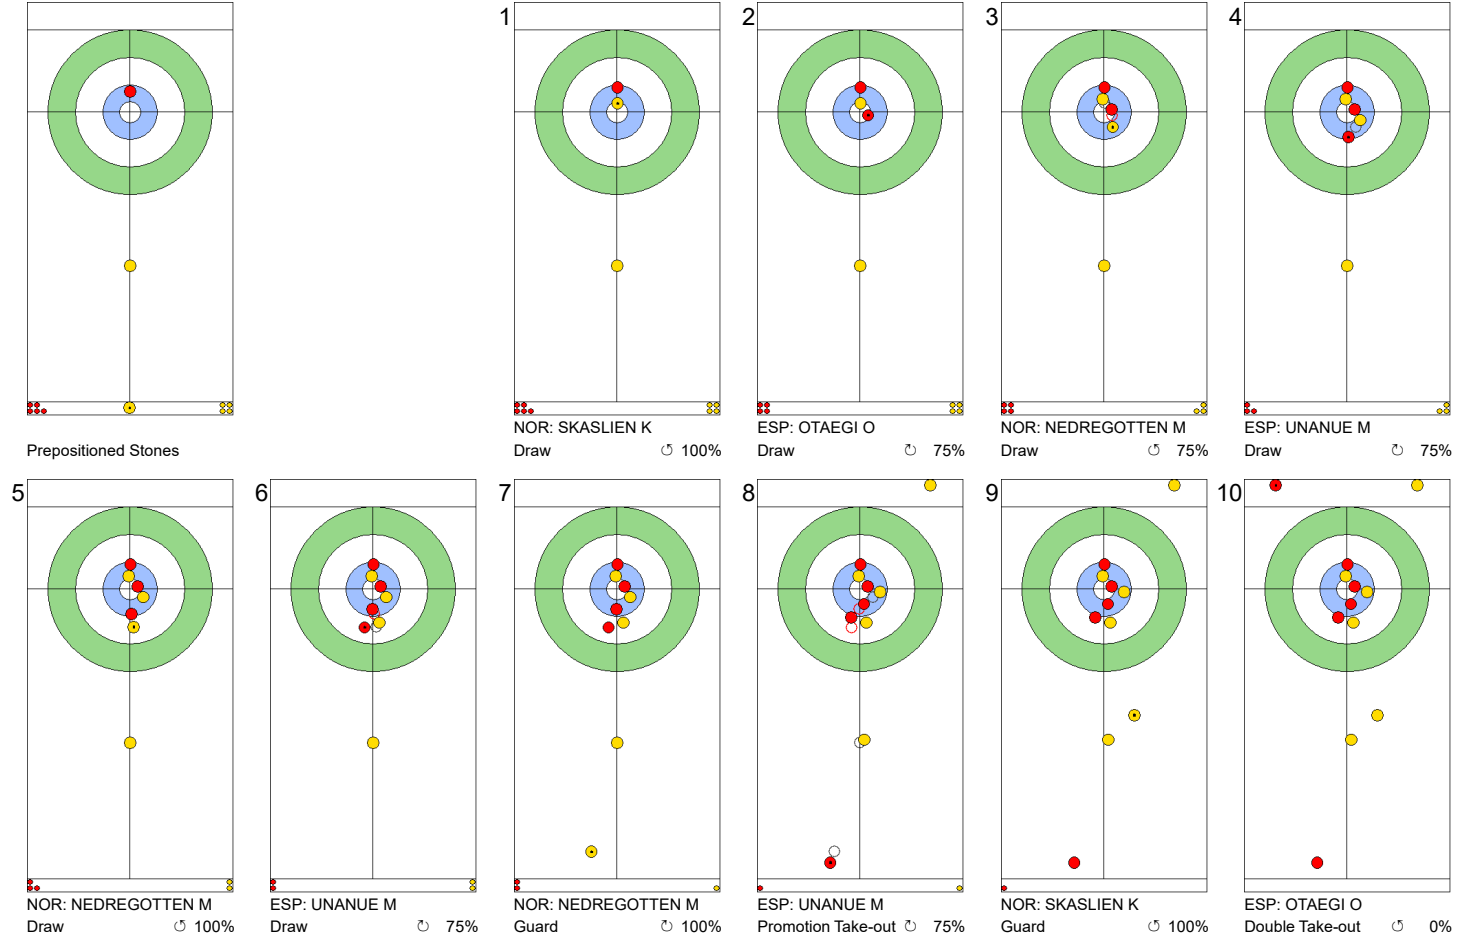 1 2 3 4
Prepositioned Stones
NOR: SKASLIEN K
Draw ↺ 100%
ESP: OTAEGI O
Draw ↻ 75%
NOR: NEDREGOTTEN M
Draw ↺ 75%
ESP: UNANUE M
Draw ↻ 75%
5 6 7 8 9 10
NOR: NEDREGOTTEN M
Draw ↺ 100%
ESP: UNANUE M
Draw ↻ 75%
NOR: NEDREGOTTEN M
Guard ↺ 100%
ESP: UNANUE M
Promotion Take-out ↻ 75%
NOR: SKASLIEN K
Guard ↺ 100%
ESP: OTAEGI O
Double Take-out ↺ 0%